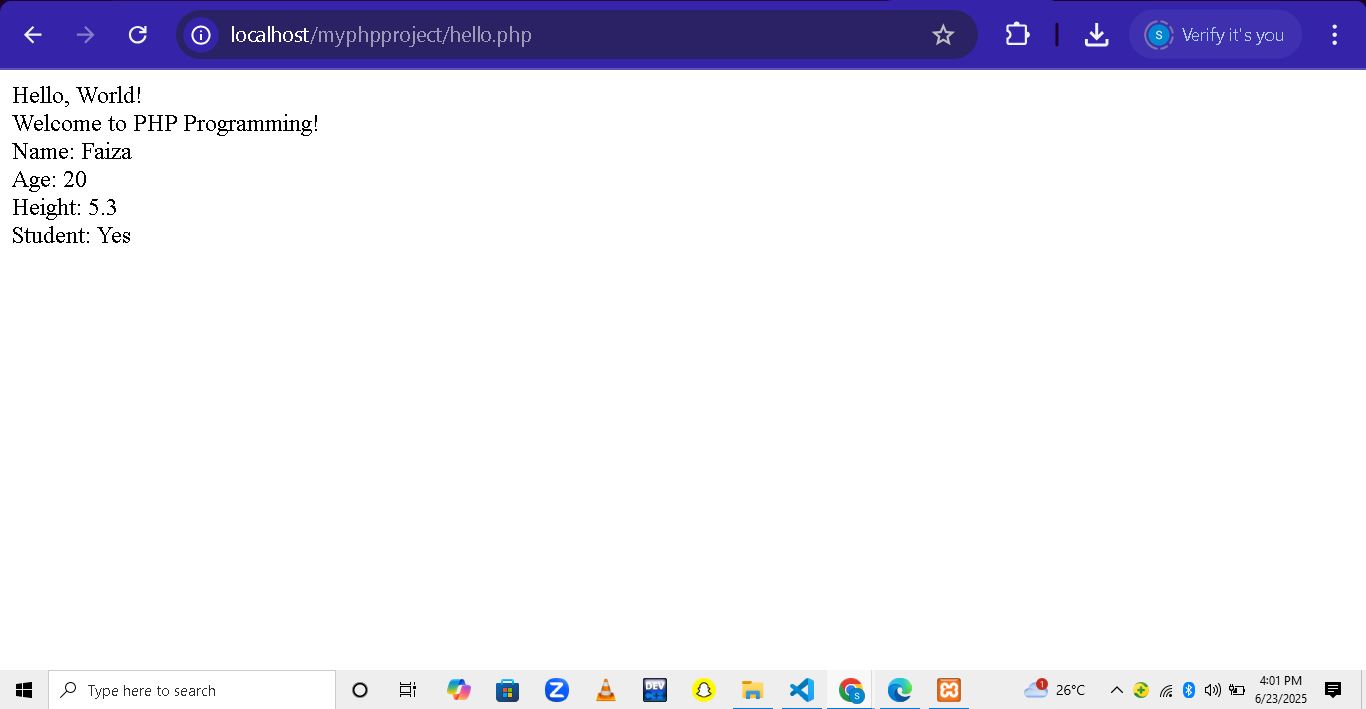 localhost/myphpproject/hello.php
S Verify it's you
Hello, World!
Welcome to PHP Programming!
Name: Faiza
Age: 20
Height: 5.3
Student: Yes
Type here to search
Z
DEV
S
1
26°C
4:01 PM
6/23/2025